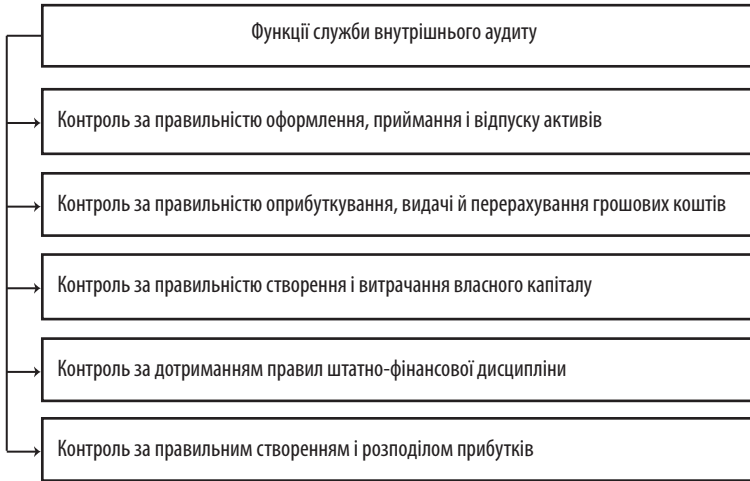 Функції служби внутрішнього аудиту
Контроль за правильністю оформлення, приймання і відпуску активів
Контроль за правильністю оприбуткування, видачі й перерахування грошових коштів
Контроль за правильністю створення і витрачання власного капіталу
Контроль за дотриманням правил штатно-фінансової дисципліни
Контроль за правильним створенням і розподілом прибутків